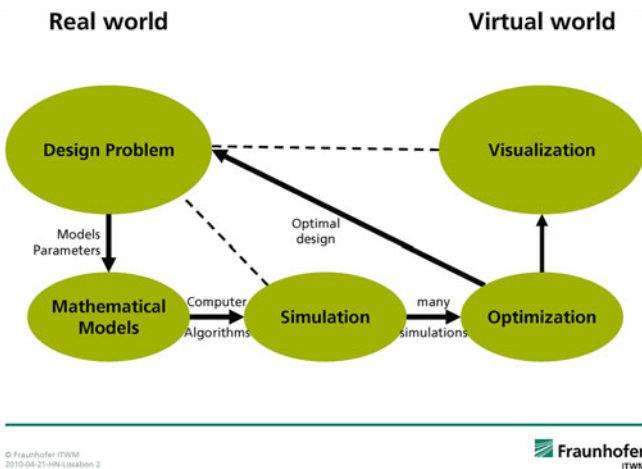 Real world
Virtual world
Design Problem
Visualization
Models
Parameters
Optimal
design
Mathematical
Models
Computer
Algorithms
Simulation
many
simulations
Optimization
© Fraunhofer ITWM
2010-04-21-HN-Lissabon 2
Fraunhofer
ITWM